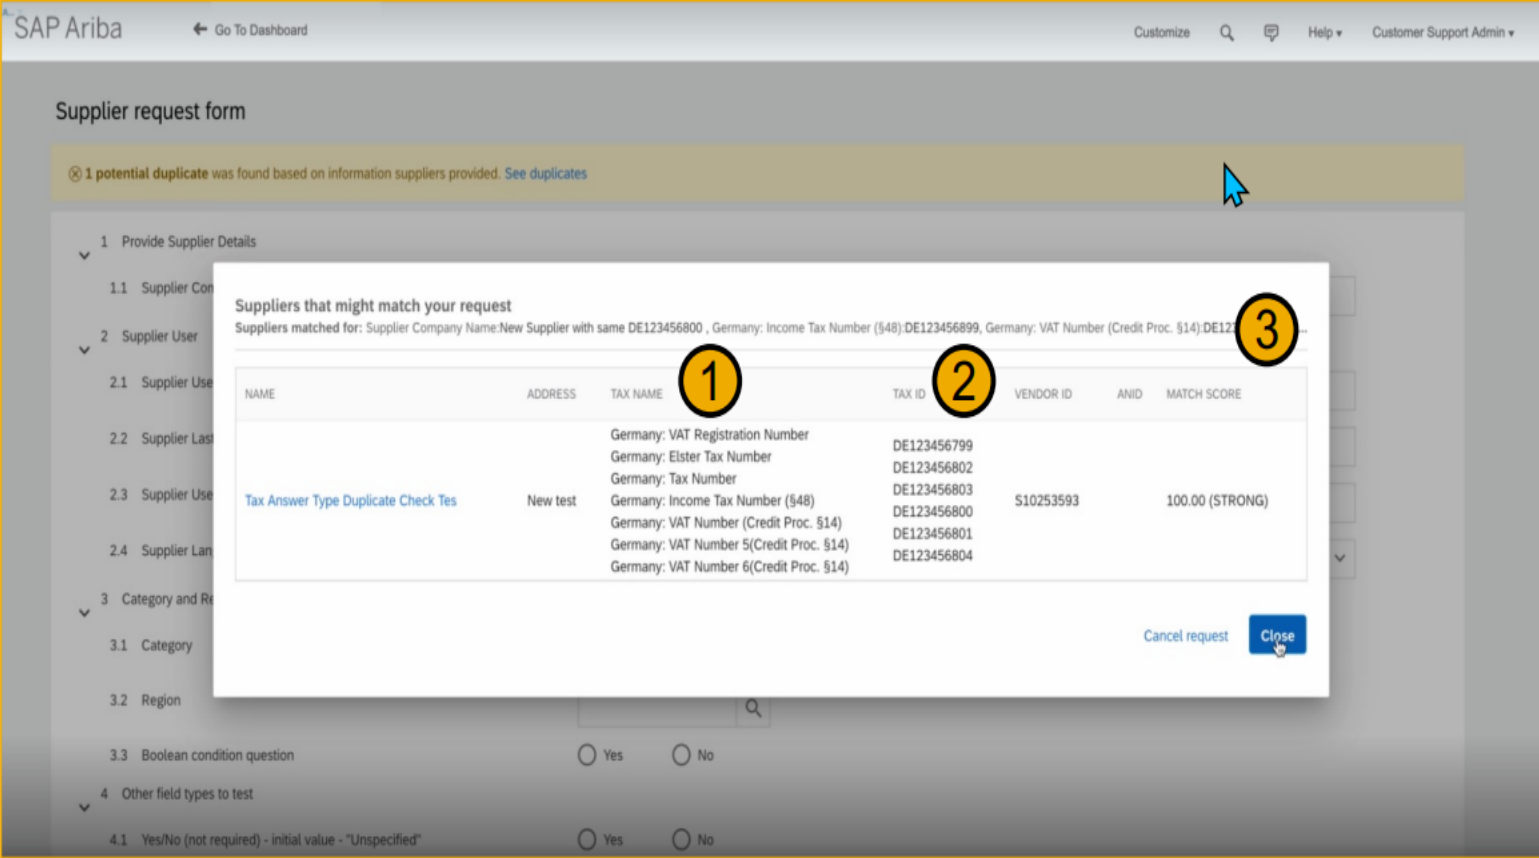 SAP Ariba
Go To Dashboard
Customize
Help
Customer Support Admin
Supplier request form
1 potential duplicate was found based on information suppliers provided. See duplicates
1 Provide Supplier Details
1.1 Supplier Con
Suppliers that might match your request
Suppliers matched for: Supplier Company Name:New Supplier with same DE123456800 , Germany: Income Tax Number (§48):DE123456899, Germany: VAT Number (Credit Proc. §14):DE123 ...
3
2 Supplier User
2.1 Supplier Use
2.2 Supplier Last
2.3 Supplier Use
2.4 Supplier Lan
NAME ADDRESS TAX NAME 1 TAX ID 2 VENDOR ID ANID MATCH SCORE
Tax Answer Type Duplicate Check Tes
New test
Germany: VAT Registration Number
Germany: Elster Tax Number
Germany: Tax Number
Germany: Income Tax Number (§48)
Germany: VAT Number (Credit Proc. §14)
Germany: VAT Number 5(Credit Proc. §14)
Germany: VAT Number 6(Credit Proc. §14)
DE123456799
DE123456802
DE123456803
DE123456800
DE123456801
DE123456804
S10253593
100.00 (STRONG)
Cancel request
Close
3 Category and Re
3.1 Category
3.2 Region
3.3 Boolean condition question
Yes
No
4 Other field types to test
4.1 Yes/No (not required) - initial value - "Unspecified"
Yes
No